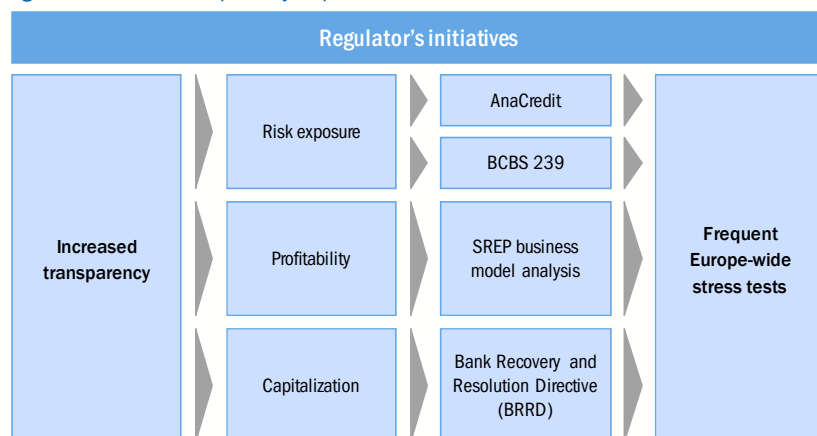 Regulator's initiatives
Increased
transparency
Risk exposure
AnaCredit
BCBS 239
Profitability
SREP business
model analysis
Capitalization
Bank Recovery and
Resolution Directive
(BRRD)
Frequent
Europe-wide
stress tests